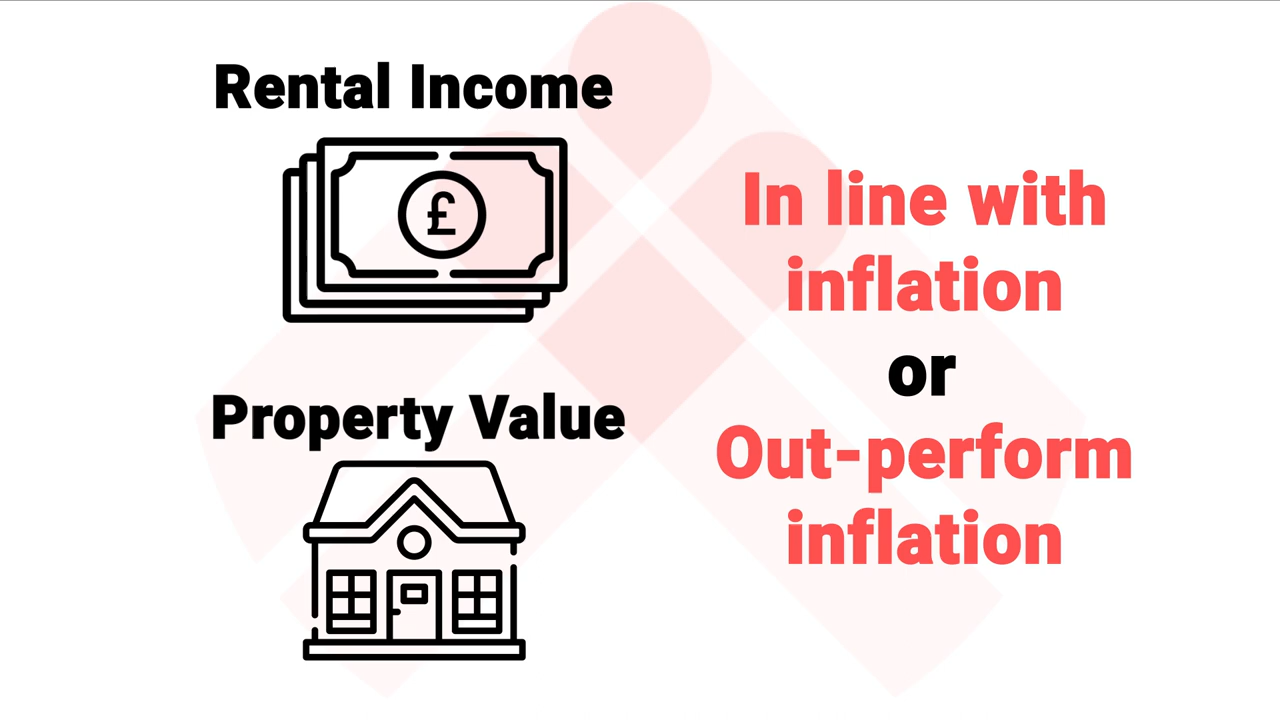 Rental Income
£
Property Value
In line with
inflation
or
Out-perform
inflation